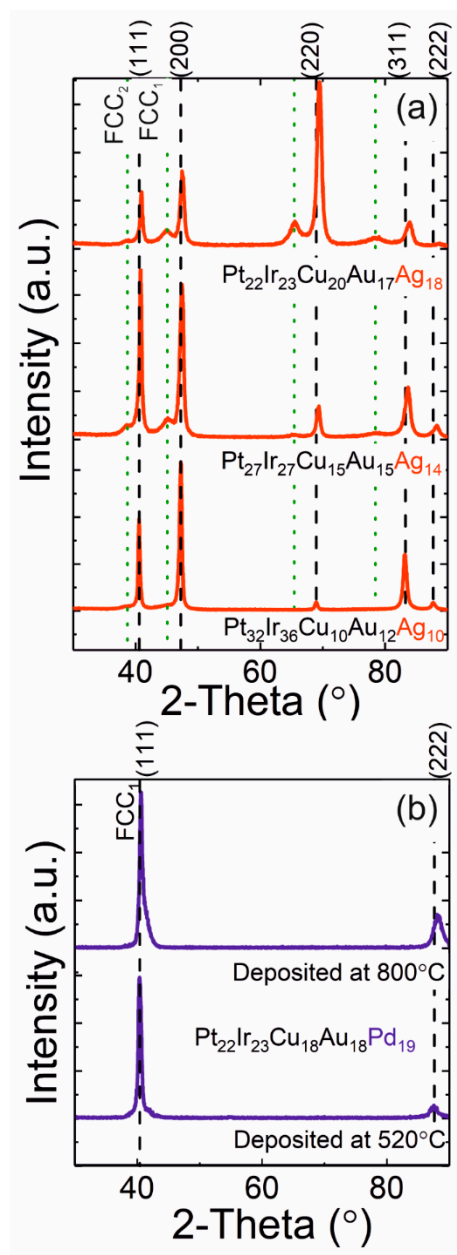 (111)
(200)
(220)
(311)
(222)
FCC₂
FCC₁
(a)
Pt₂₂Ir₂₃Cu₂₀Au₁₇Ag₁₈
Pt₂₇Ir₂₇Cu₁₅Au₁₅Ag₁₄
Pt₃₂Ir₃₆Cu₁₀Au₁₂Ag₁₀
Intensity (a.u.)
40 60 80
2-Theta (°)
(111)
(222)
FCC₁
(b)
Deposited at 800°C
Pt₂₂Ir₂₃Cu₁₈Au₁₈Pd₁₉
Deposited at 520°C
Intensity (a.u.)
40 60 80
2-Theta (°)